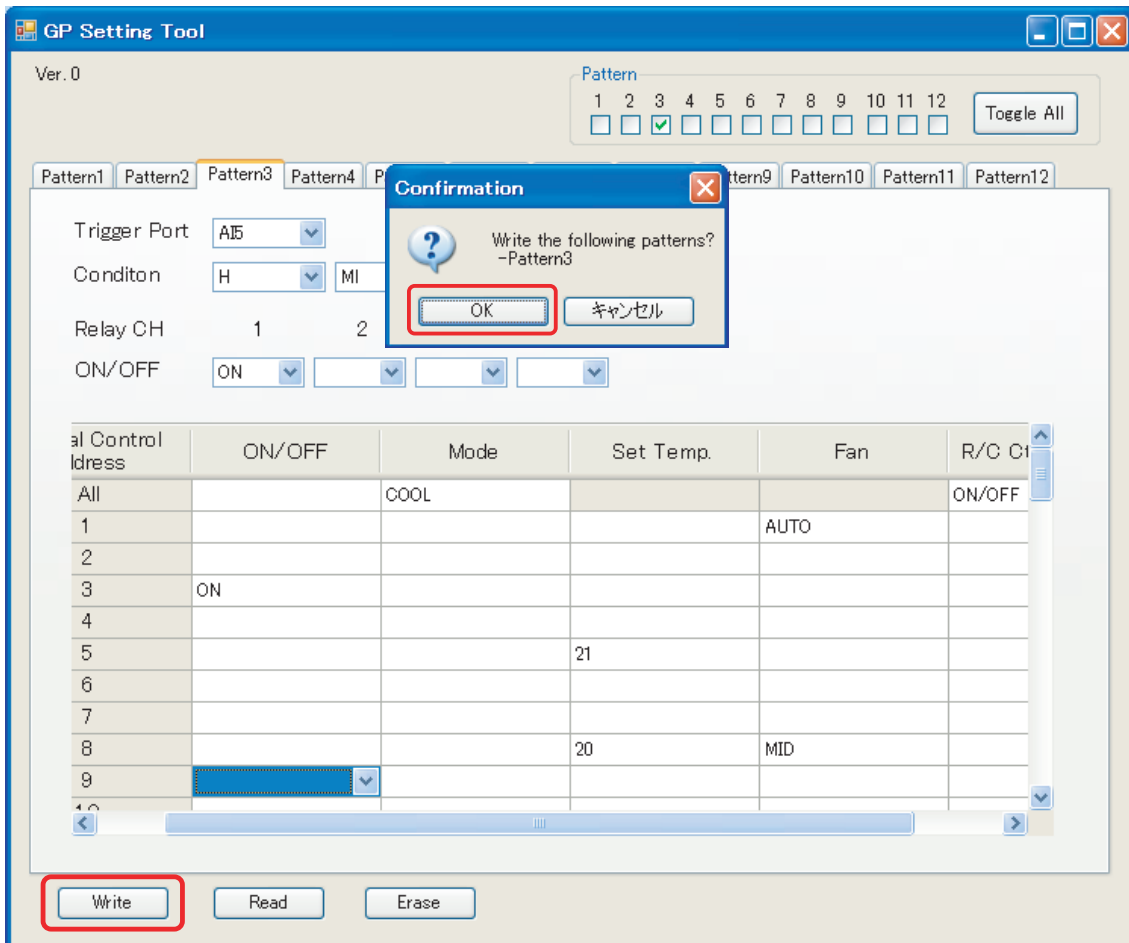 GP Setting Tool
Ver. 0
Pattern
1 2 3 4 5 6 7 8 9 10 11 12
Toggle All
Pattern1 Pattern2 Pattern3 Pattern4 P ttern9 Pattern10 Pattern11 Pattern12
Confirmation
Write the following patterns?
-Pattern3
OK キャンセル
Trigger Port AI5
Conditon H MI
Relay CH 1 2
ON/OFF ON
al Control
ldress ON/OFF Mode Set Temp. Fan R/C Ct
All COOL ON/OFF
1 AUTO
2
3 ON
4
5 21
6
7
8 20 MID
9
Write Read Erase